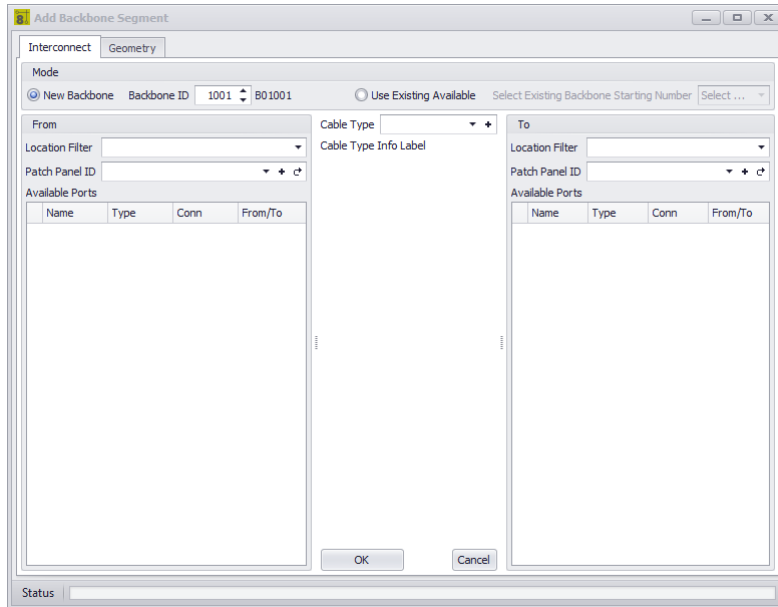 8 Add Backbone Segment
Interconnect Geometry
Mode
New Backbone Backbone ID 1001 B01001 Use Existing Available Select Existing Backbone Starting Number Select ...
From
Location Filter
Patch Panel ID
Available Ports
Name Type Conn From/To
Cable Type
Cable Type Info Label
OK Cancel
To
Location Filter
Patch Panel ID
Available Ports
Name Type Conn From/To
Status